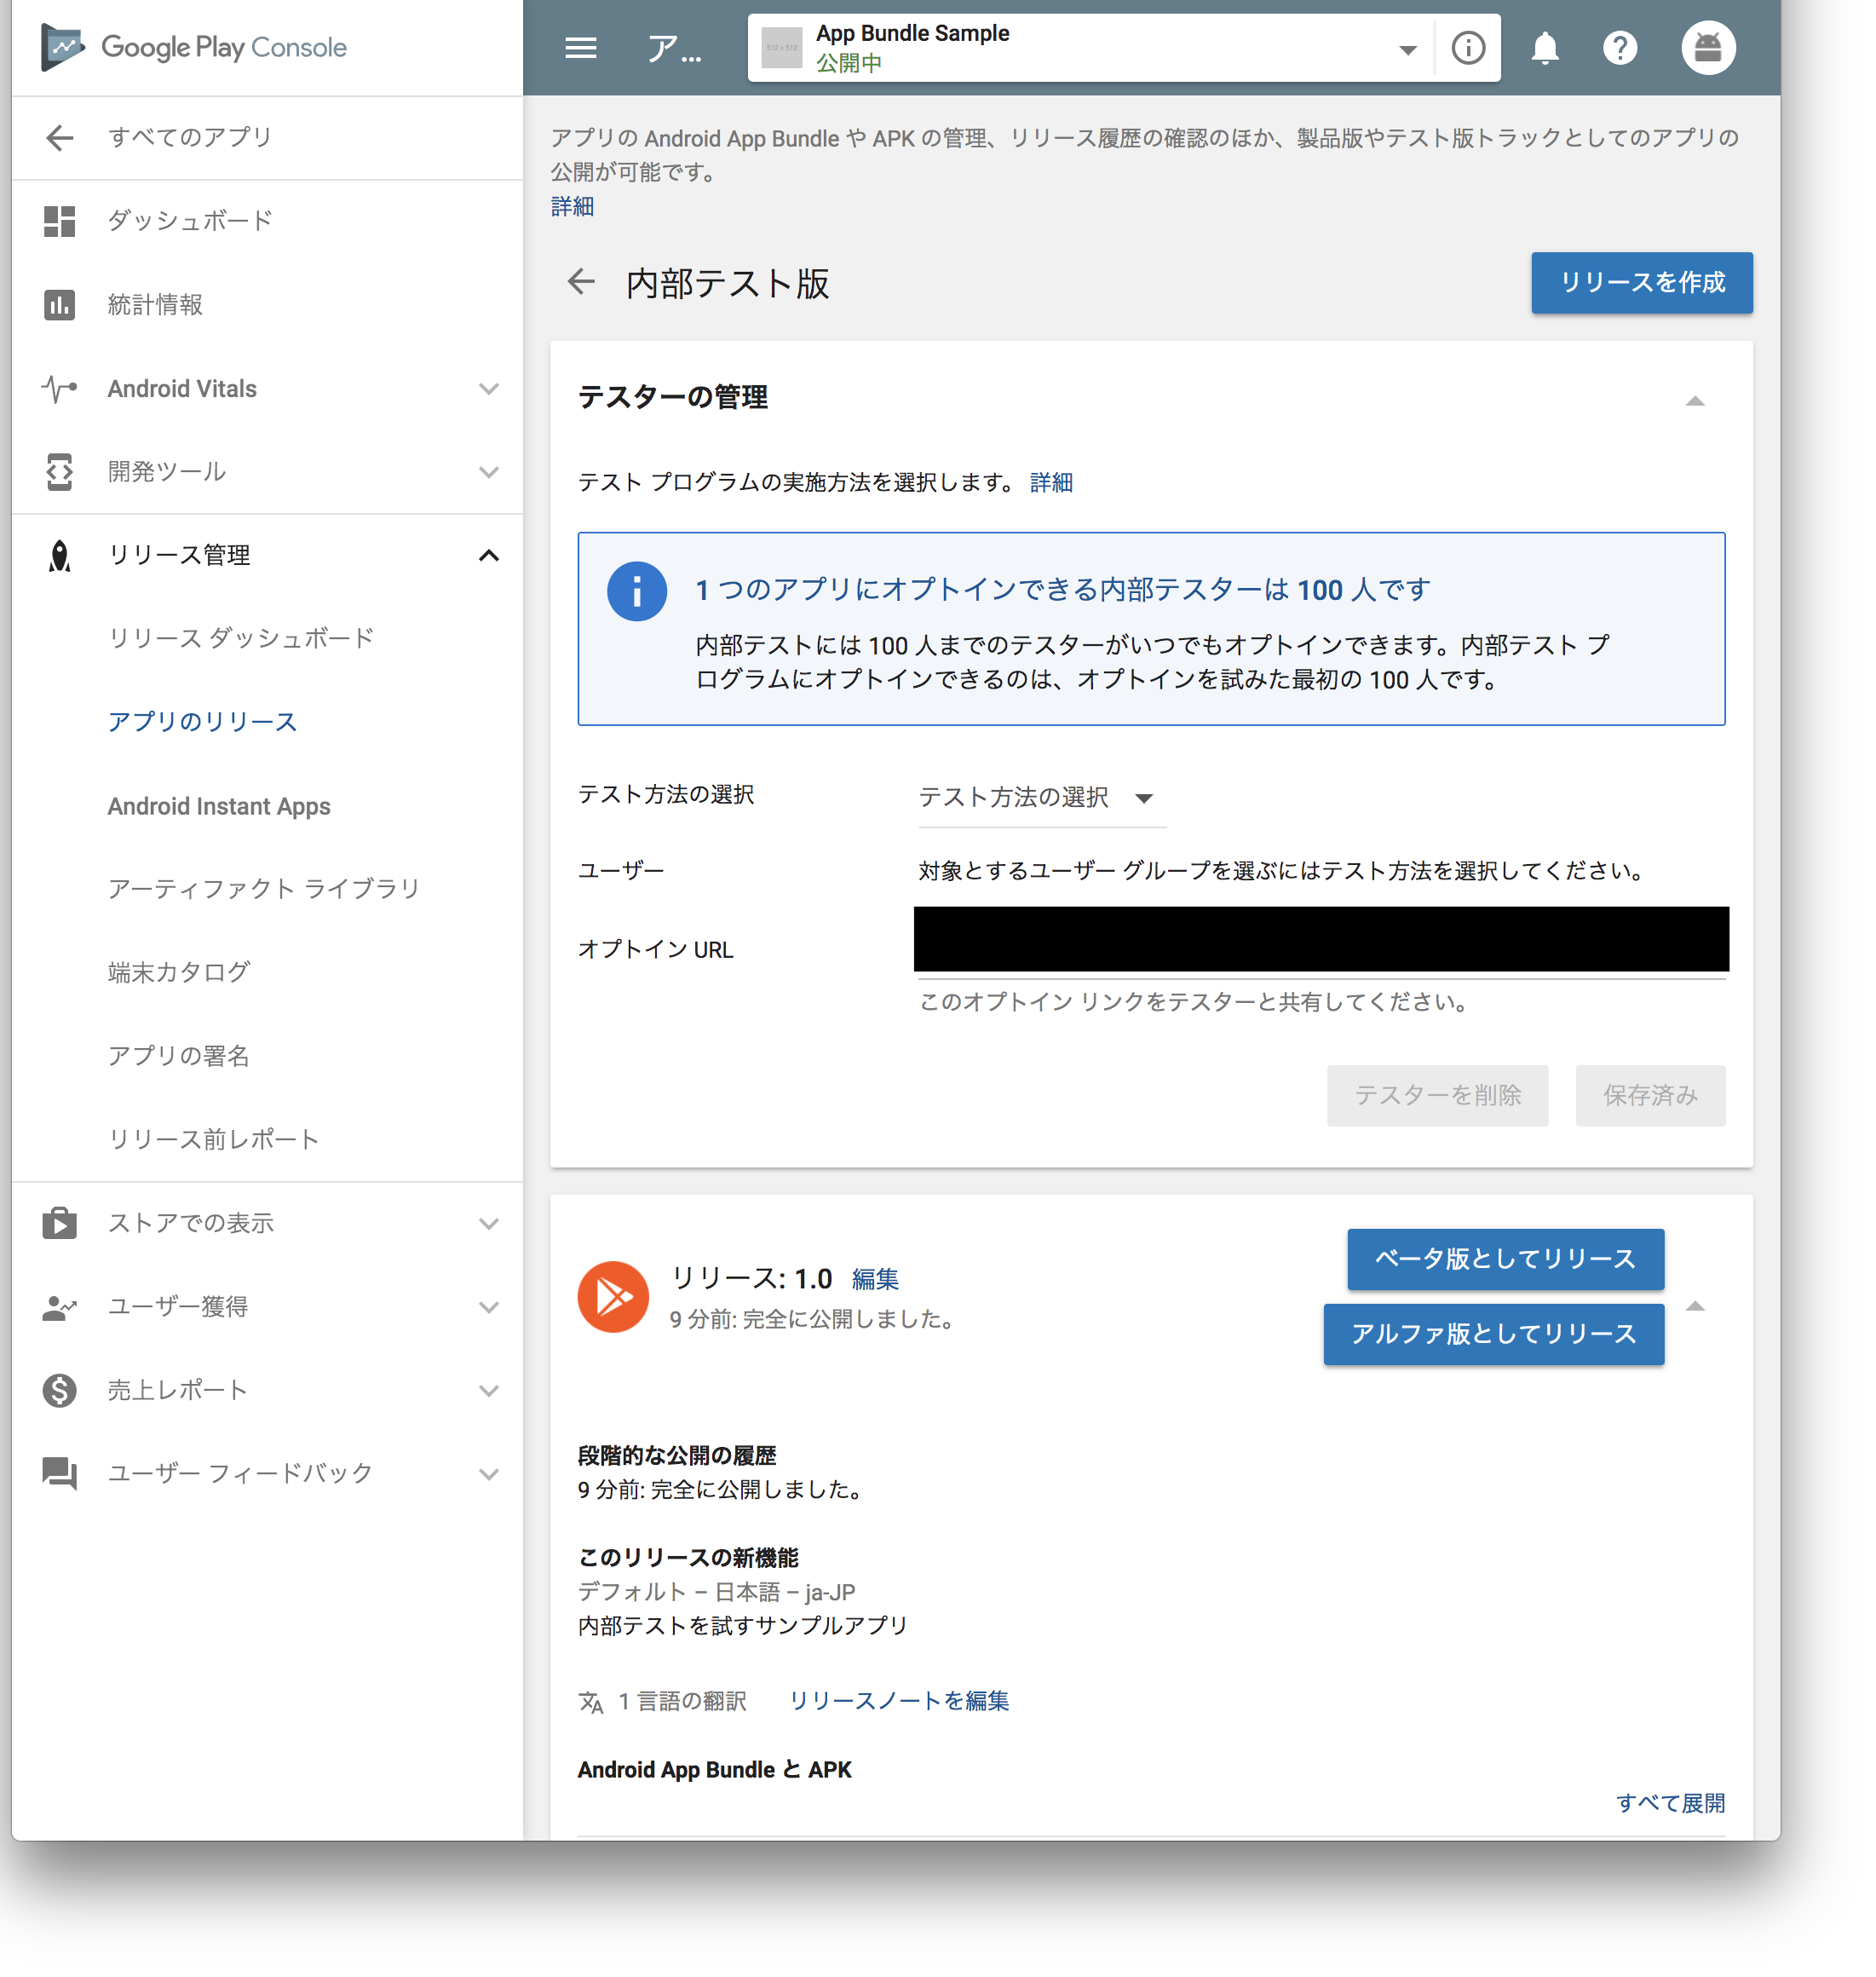 Google Play Console
すべてのアプリ
ダッシュボード
統計情報
Android Vitals
開発ツール
リリース管理
リリース ダッシュボード
アプリのリリース
Android Instant Apps
アーティファクト ライブラリ
端末カタログ
アプリの署名
リリース前レポート
ストアでの表示
ユーザー獲得
売上レポート
ユーザー フィードバック
ア...
512 x 512
App Bundle Sample
公開中
アプリの Android App Bundle や APK の管理、リリース履歴の確認のほか、製品版やテスト版トラックとしてのアプリの
公開が可能です。
詳細
内部テスト版
リリースを作成
テスターの管理
テスト プログラムの実施方法を選択します。 詳細
1 つのアプリにオプトインできる内部テスターは 100 人です
内部テストには 100 人までのテスターがいつでもオプトインできます。内部テスト プ
ログラムにオプトインできるのは、オプトインを試みた最初の 100 人です。
テスト方法の選択 テスト方法の選択
ユーザー 対象とするユーザー グループを選ぶにはテスト方法を選択してください。
オプトイン URL
このオプトイン リンクをテスターと共有してください。
テスターを削除 保存済み
リリース: 1.0 編集
9 分前: 完全に公開しました。
ベータ版としてリリース
アルファ版としてリリース
段階的な公開の履歴
9 分前: 完全に公開しました。
このリリースの新機能
デフォルト – 日本語 – ja-JP
内部テストを試すサンプルアプリ
1 言語の翻訳 リリースノートを編集
Android App Bundle と APK
すべて展開